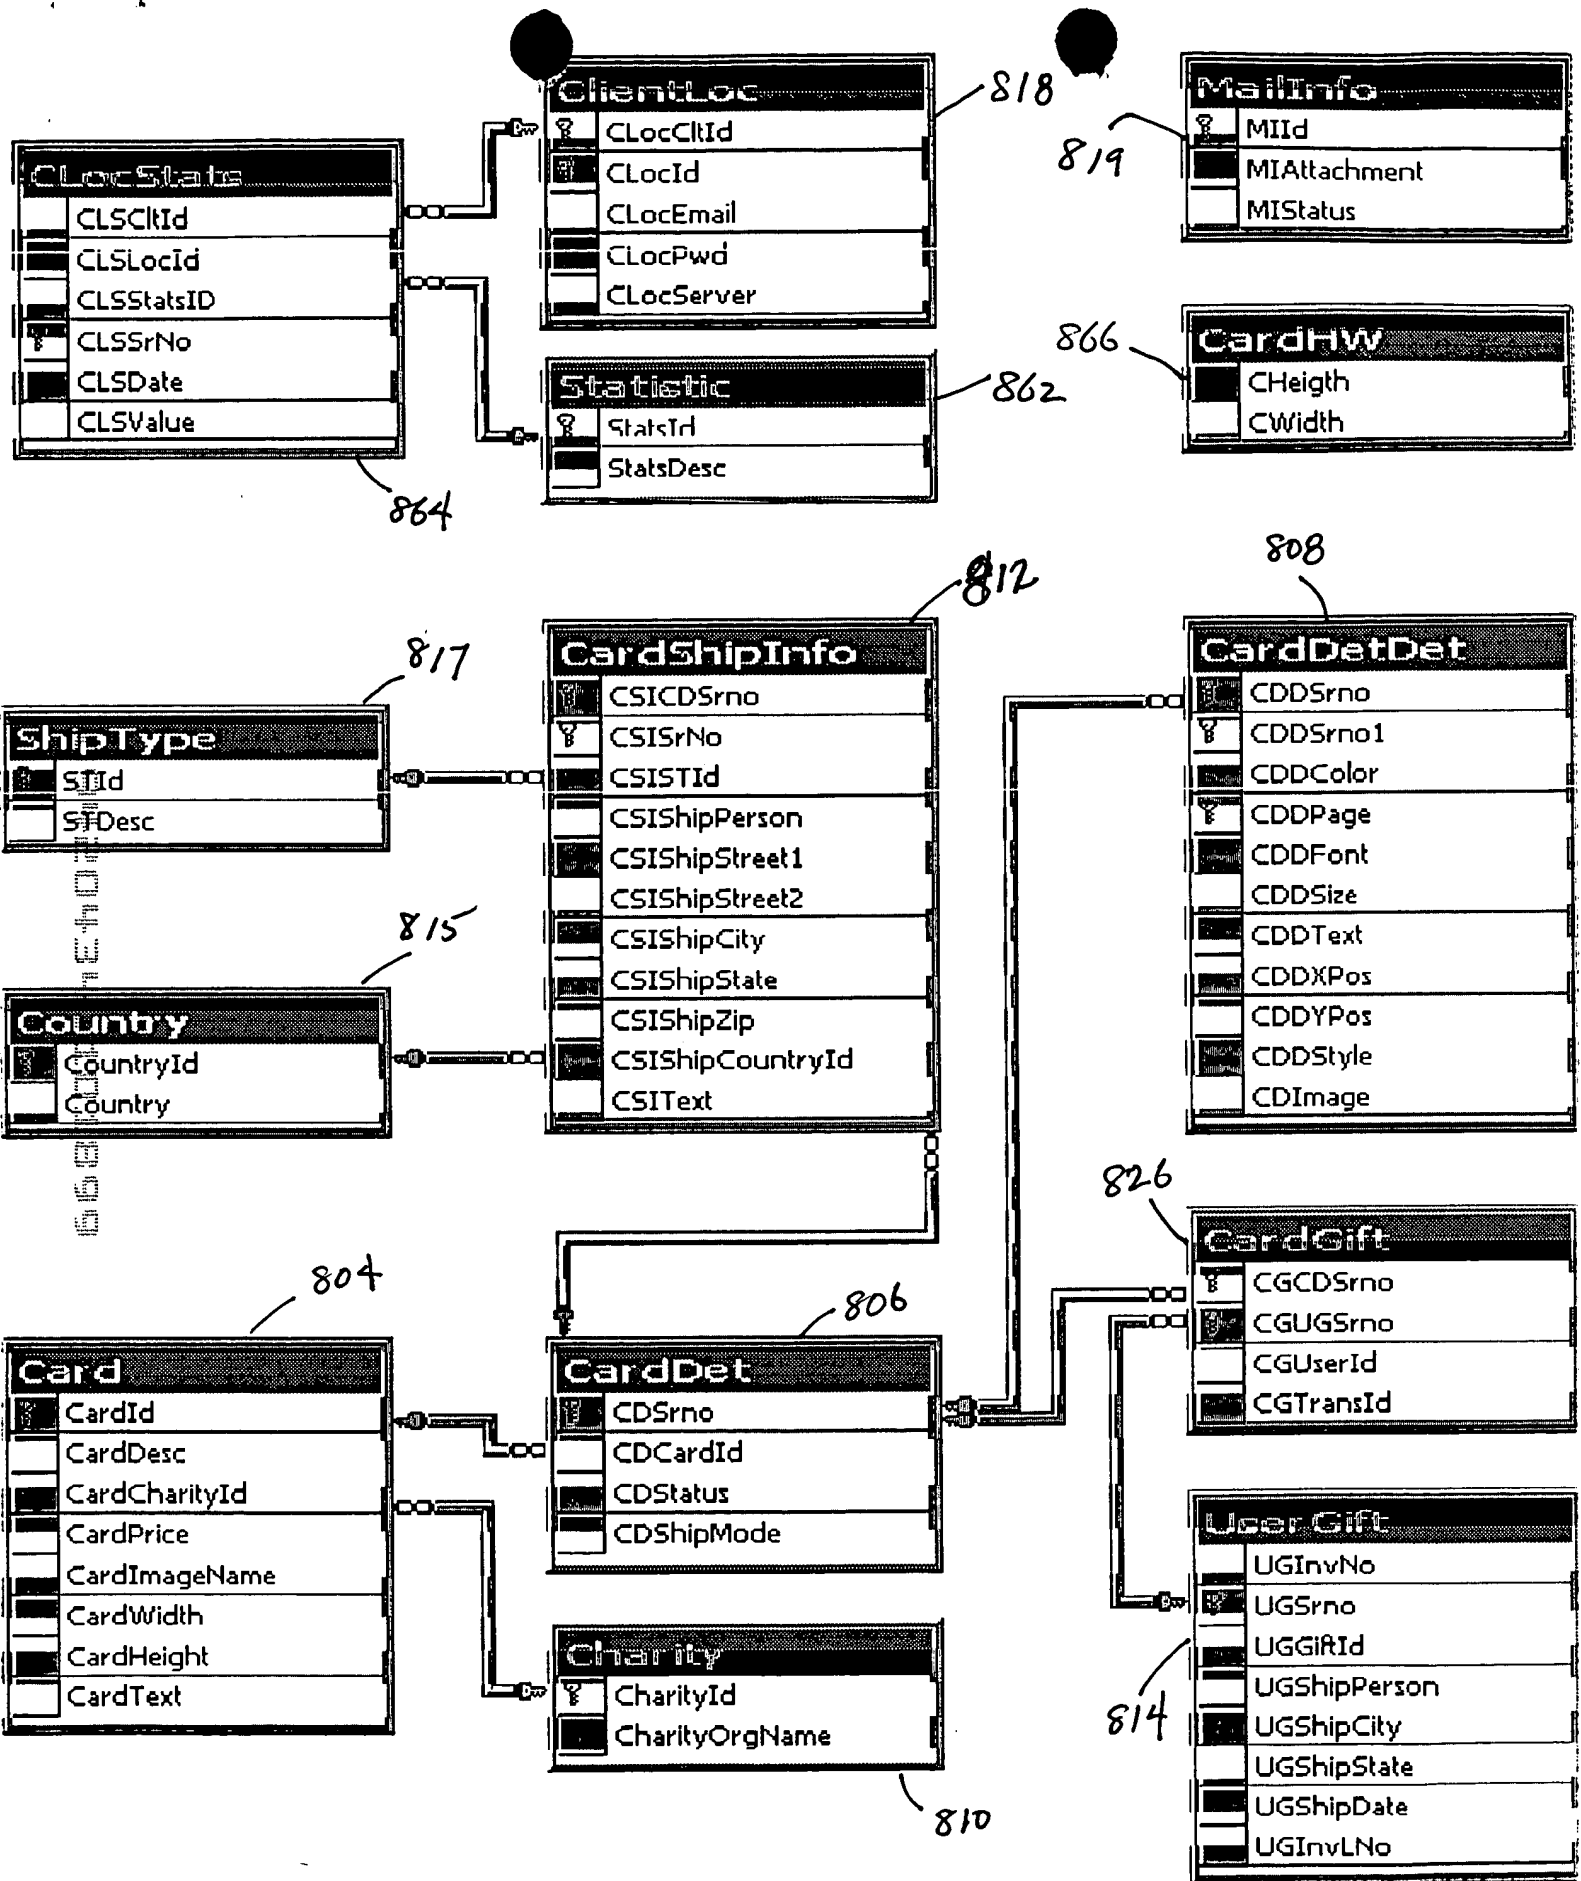 ClientLoc
CLocCltId
CLocId
CLocEmail
CLocPwd
CLocServer
818
MailInfo
MIId
MIAttachment
MIStatus
819
CLocStats
CLSCltId
CLSLocId
CLSStatsID
CLSSrNo
CLSDate
CLSValue
864
Statistic
StatsId
StatsDesc
862
CardHW
CHeigth
CWidth
866
812
CardShipInfo
CSICDSrno
CSISrNo
CSISTId
CSIShipPerson
CSIShipStreet1
CSIShipStreet2
CSIShipCity
CSIShipState
CSIShipZip
CSIShipCountryId
CSIText
808
CardDetDet
CDDSrno
CDDSrno1
CDDColor
CDDPage
CDDFont
CDDSize
CDDText
CDDXPos
CDDYPos
CDDStyle
CDImage
817
ShipType
STId
STDesc
815
Country
CountryId
Country
826
CardGift
CGCDSrno
CGUGSrno
CGUserId
CGTransId
804
Card
CardId
CardDesc
CardCharityId
CardPrice
CardImageName
CardWidth
CardHeight
CardText
806
CardDet
CDSrno
CDCardId
CDStatus
CDShipMode
Charity
CharityId
CharityOrgName
810
UserGift
UGInvNo
UGSrno
UGGiftId
UGShipPerson
UGShipCity
UGShipState
UGShipDate
UGInvLNo
814